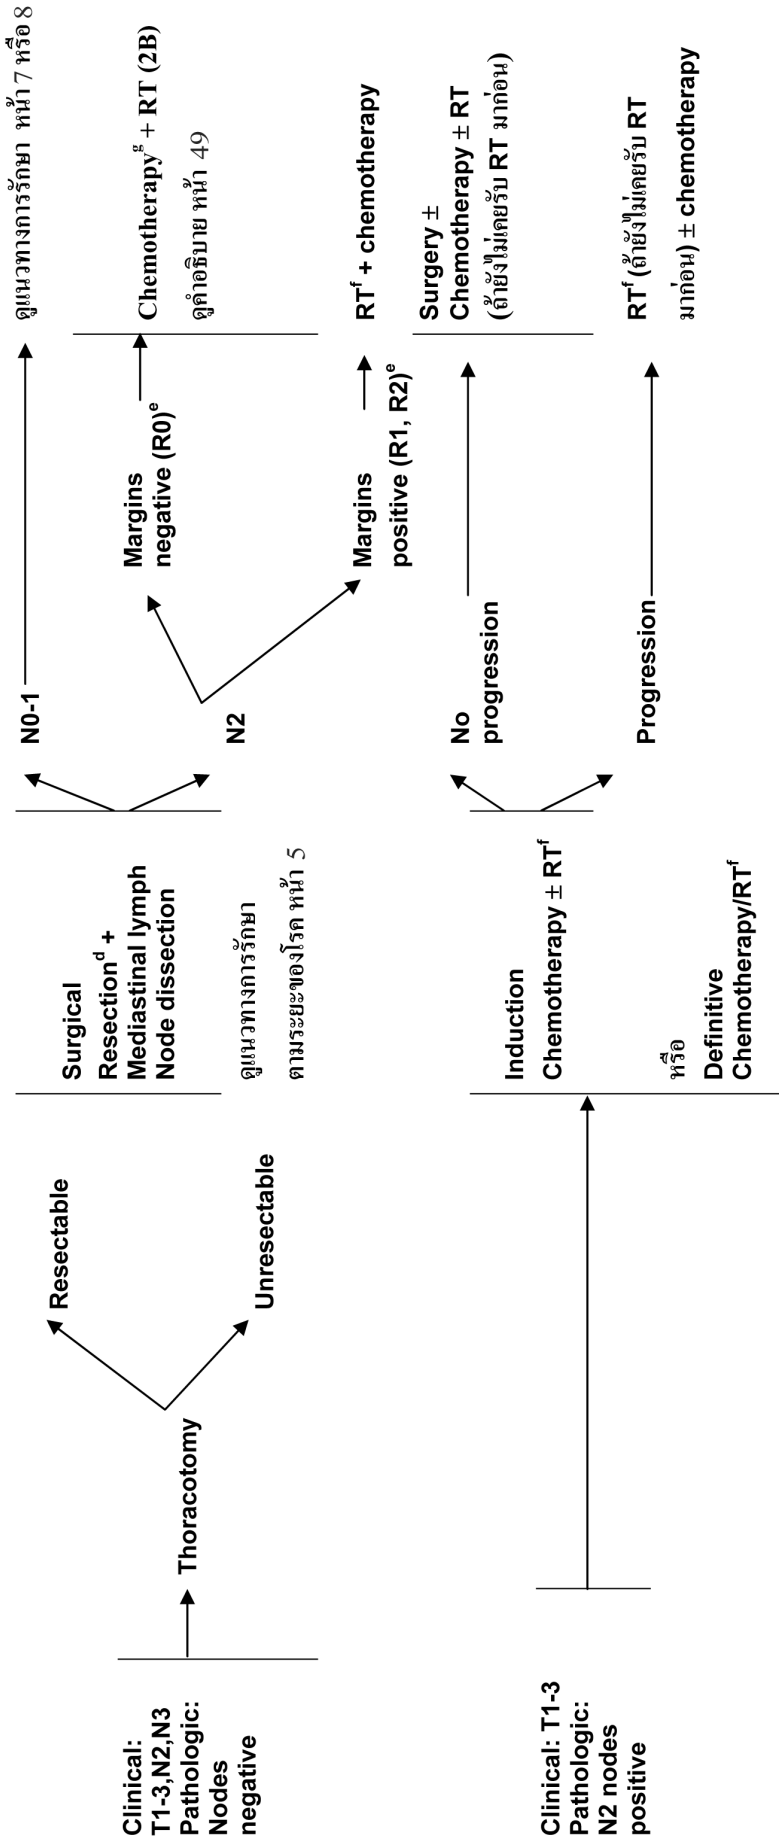 Clinical:
T1-3,N2,N3
Pathologic:
Nodes
negative
Thoracotomy
Resectable
Unresectable
Surgical
Resection^d +
Mediastinal lymph
Node dissection
ดูแนวทางการรักษา
ตามระยะของโรค หน้า 5
N0-1
N2
Margins
negative (R0)^e
Margins
positive (R1, R2)^e
ดูแนวทางการรักษา หน้า 7 หรือ 8
Chemotherapy^g + RT (2B)
ดูคำอธิบาย หน้า 49
RT^f + chemotherapy
Clinical: T1-3
Pathologic:
N2 nodes
positive
Induction
Chemotherapy ± RT^f
หรือ
Definitive
Chemotherapy/RT^f
No
progression
Progression
Surgery ±
Chemotherapy ± RT
(ถ้ายังไม่เคยรับ RT มาก่อน)
RT^f (ถ้ายังไม่เคยรับ RT
มาก่อน) ± chemotherapy